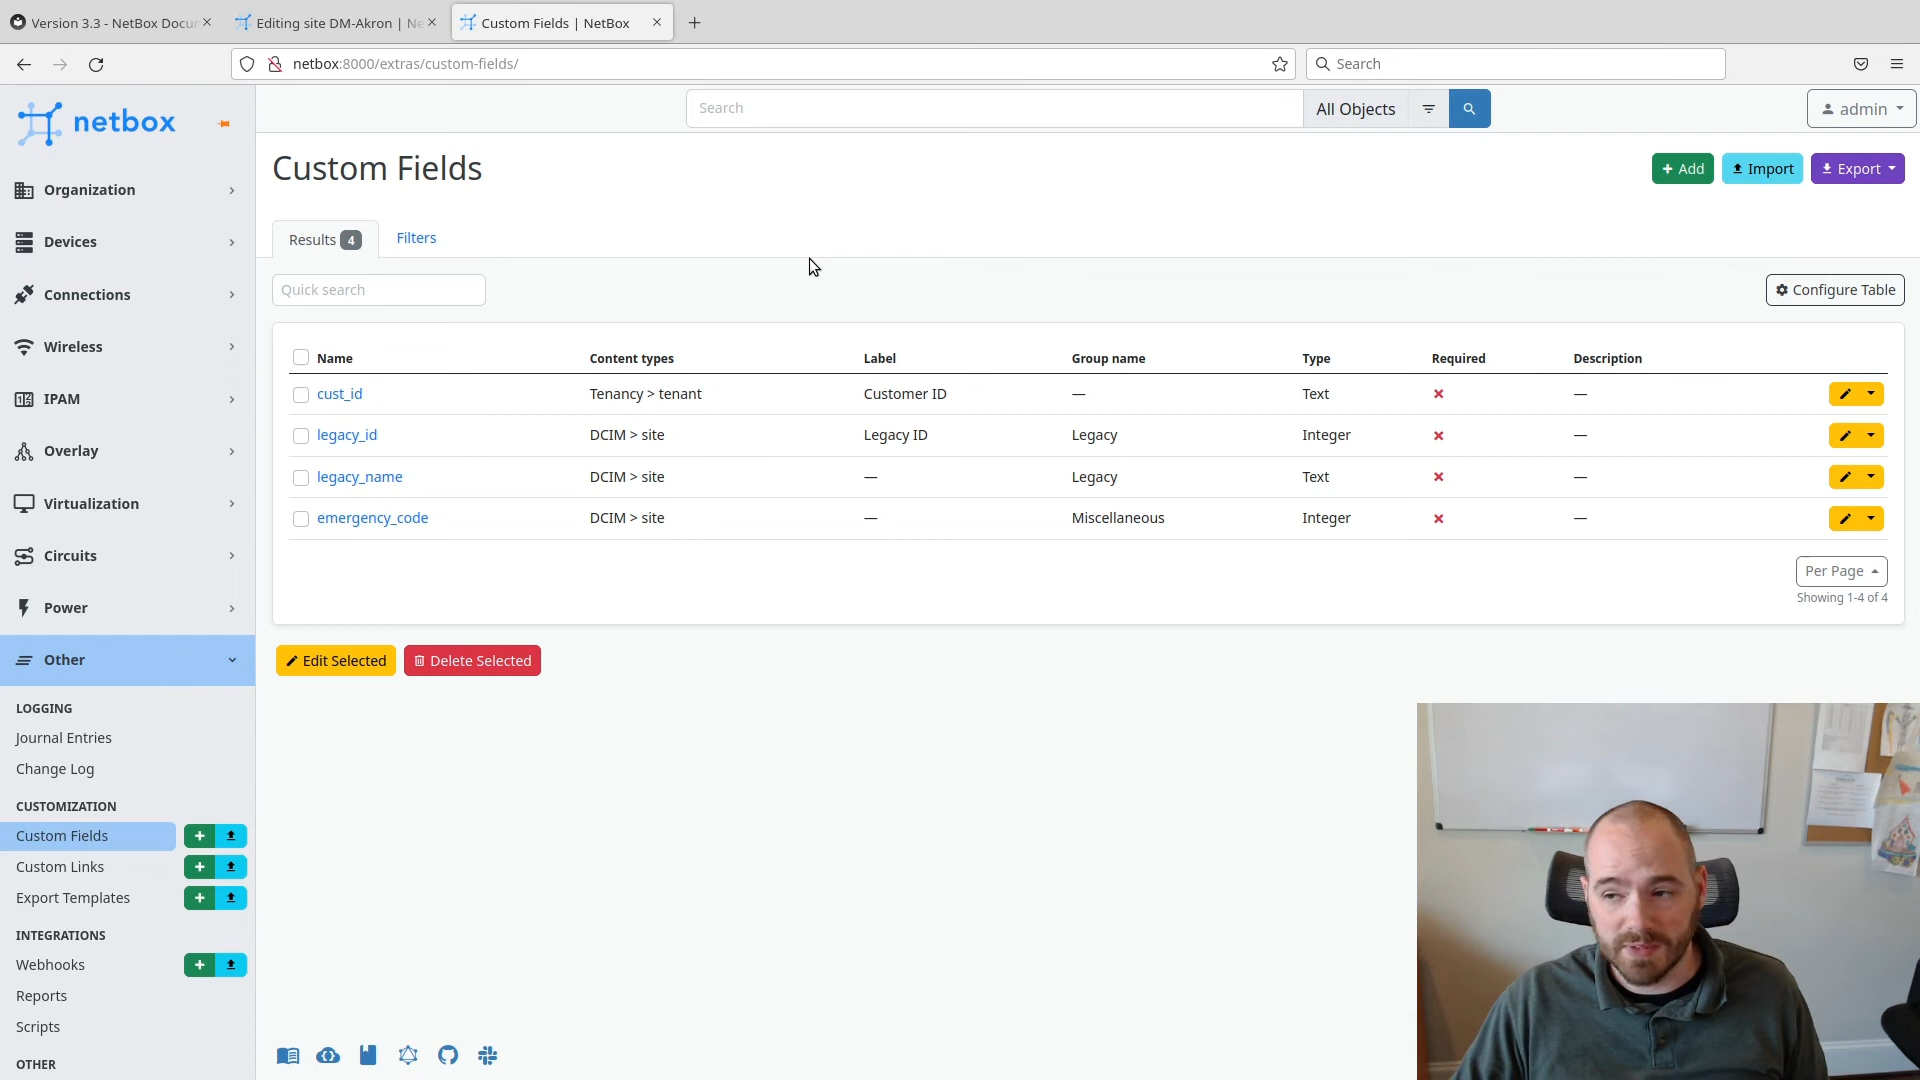 Version 3.3 - NetBox Docu
Editing site DM-Akron | Ne
Custom Fields | NetBox
netbox:8000/extras/custom-fields/
Search
netbox
Search
All Objects
admin
Custom Fields
Add
Import
Export
Organization
Results 4
Filters
Devices
Quick search
Configure Table
Connections
Wireless
IPAM
Overlay
Virtualization
Circuits
Power
Other
Name Content types Label Group name Type Required Description
cust_id Tenancy > tenant Customer ID — Text —
legacy_id DCIM > site Legacy ID Legacy Integer —
legacy_name DCIM > site — Legacy Text —
emergency_code DCIM > site — Miscellaneous Integer —
Per Page
Showing 1-4 of 4
Edit Selected
Delete Selected
LOGGING
Journal Entries
Change Log
CUSTOMIZATION
Custom Fields
Custom Links
Export Templates
INTEGRATIONS
Webhooks
Reports
Scripts
OTHER